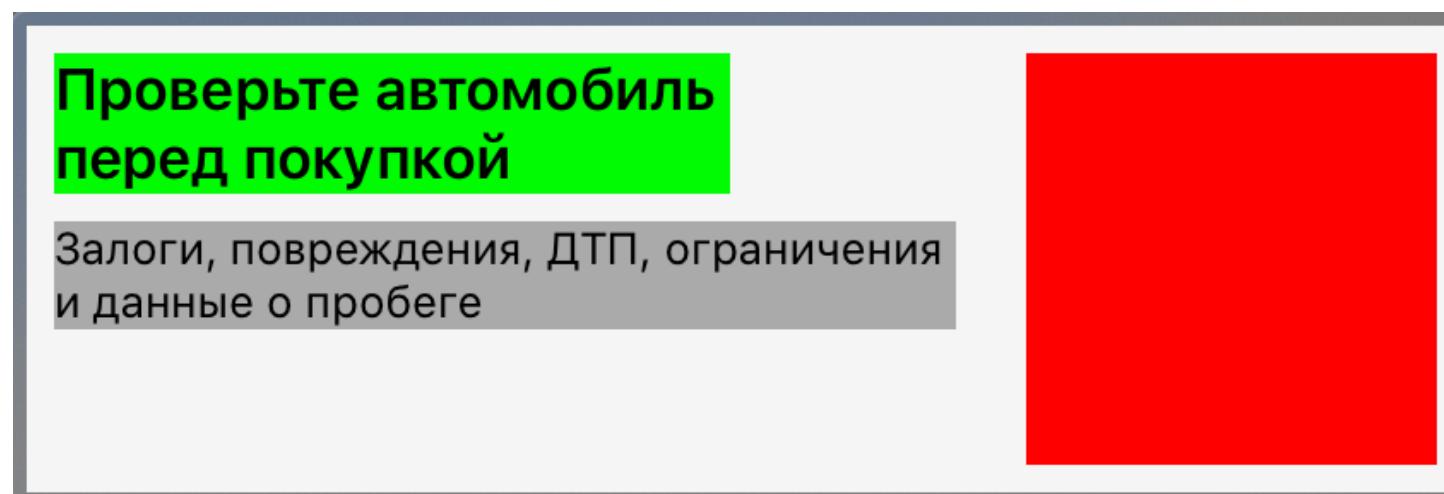 Проверьте автомобиль
перед покупкой
Залоги, повреждения, ДТП, ограничения
и данные о пробеге